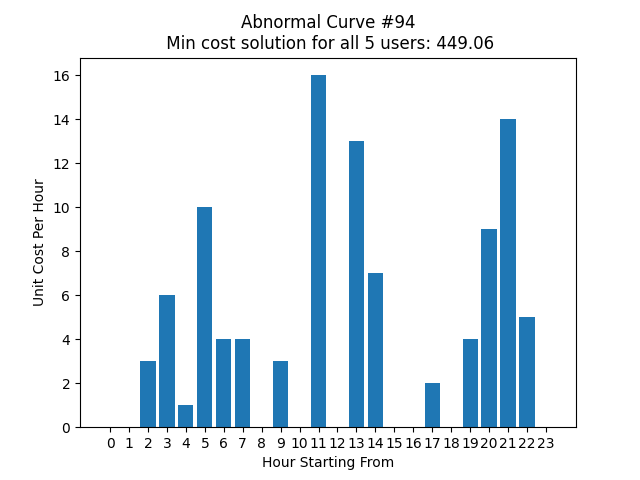 Abnormal Curve #94
Min cost solution for all 5 users: 449.06
Unit Cost Per Hour
16
14
12
10
8
6
4
2
0
0 1 2 3 4 5 6 7 8 9 10 11 12 13 14 15 16 17 18 19 20 21 22 23
Hour Starting From